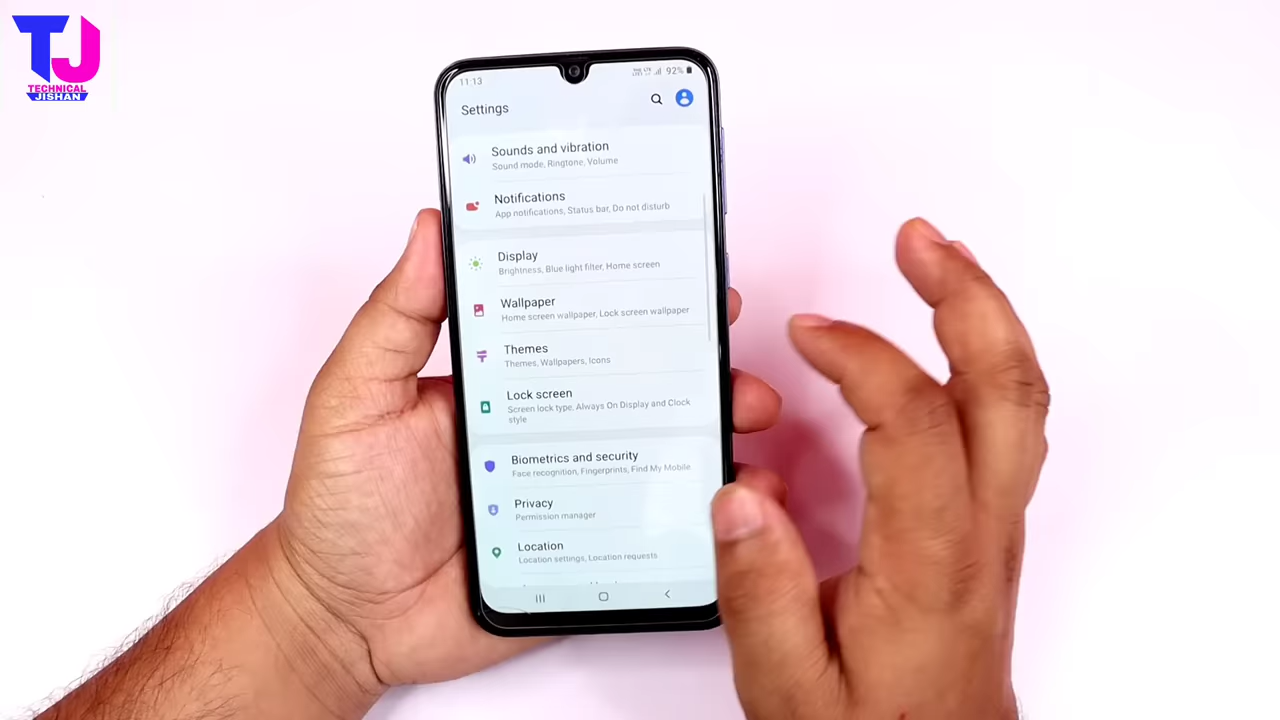 TJ
TECHNICAL
JISHAN
11:13
92%
Settings
Sounds and vibration
Sound mode, Ringtone, Volume
Notifications
App notifications, Status bar, Do not disturb
Display
Brightness, Blue light filter, Home screen
Wallpaper
Home screen wallpaper, Lock screen wallpaper
Themes
Themes, Wallpapers, Icons
Lock screen
Screen lock type, Always On Display and Clock
style
Biometrics and security
Face recognition, Fingerprints, Find My Mobile
Privacy
Permission manager
Location
Location settings, Location requests